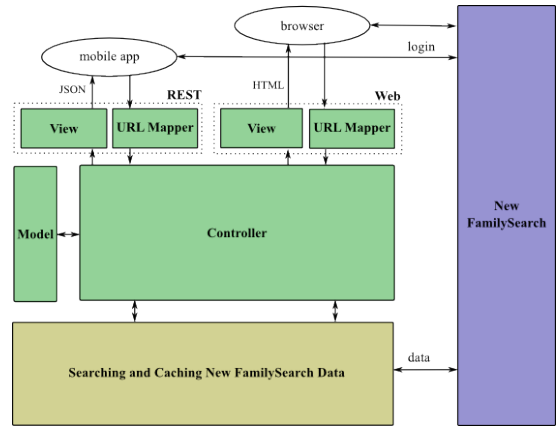 browser
login
mobile app
JSON
REST
HTML
Web
View
URL Mapper
View
URL Mapper
New
FamilySearch
Model
Controller
Searching and Caching New FamilySearch Data
data